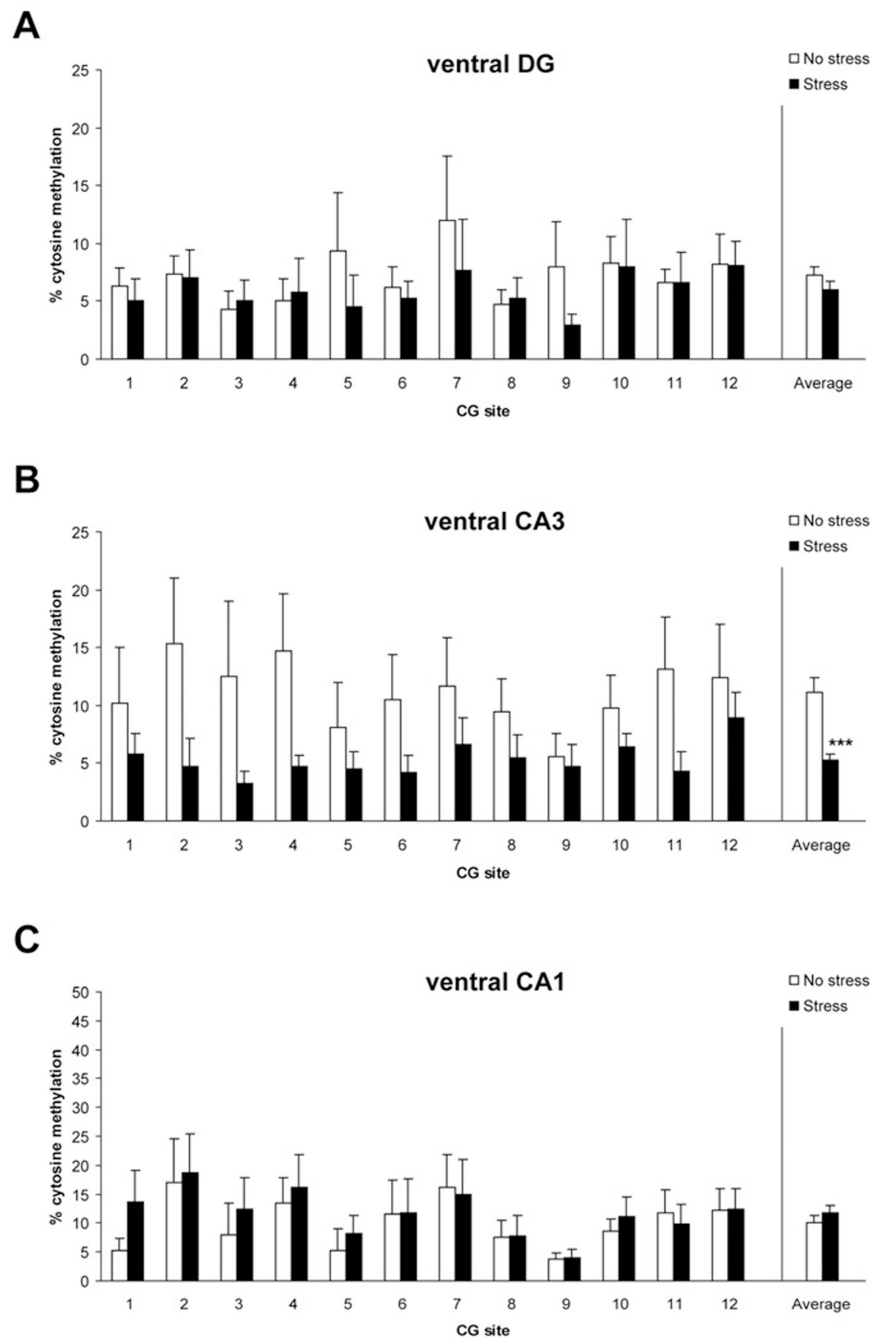 A
ventral DG
No stress
Stress
% cytosine methylation
25
20
15
10
5
0
1 2 3 4 5 6 7 8 9 10 11 12 Average
CG site
B
ventral CA3
No stress
Stress
% cytosine methylation
25
20
15
10
5
0
***
1 2 3 4 5 6 7 8 9 10 11 12 Average
CG site
C
ventral CA1
No stress
Stress
% cytosine methylation
50
45
40
35
30
25
20
15
10
5
0
1 2 3 4 5 6 7 8 9 10 11 12 Average
CG site